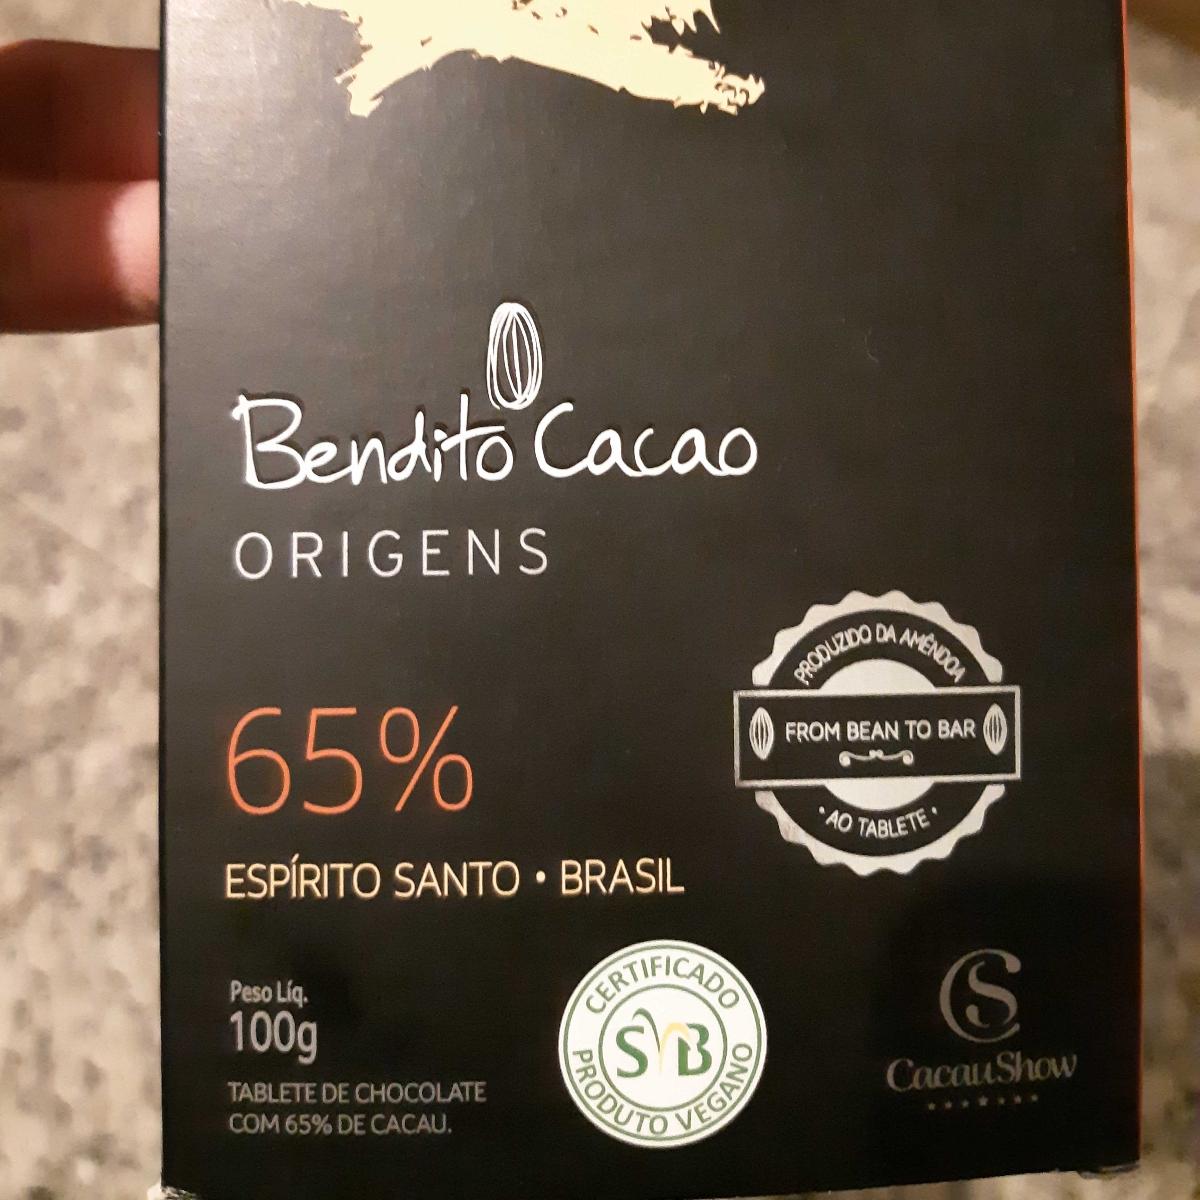 Bendito Cacao
ORIGENS
PRODUZIDO DA AMÊNDOA
FROM BEAN TO BAR
• AO TABLETE •
65%
ESPÍRITO SANTO • BRASIL
Peso Líq.
100g
TABLETE DE CHOCOLATE
COM 65% DE CACAU.
CERTIFICADO
SVB
PRODUTO VEGANO
CS
CacauShow